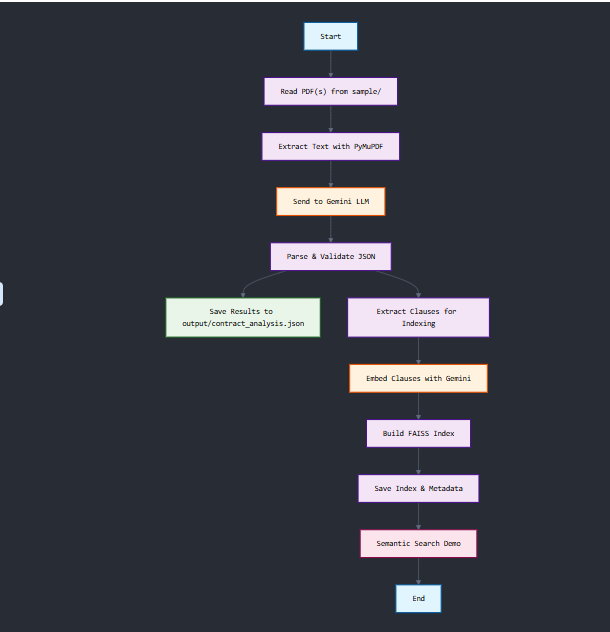 Start
Read PDF(s) from sample/
Extract Text with PyMuPDF
Send to Gemini LLM
Parse & Validate JSON
Save Results to
output/contract_analysis.json
Extract Clauses for
Indexing
Embed Clauses with Gemini
Build FAISS Index
Save Index & Metadata
Semantic Search Demo
End